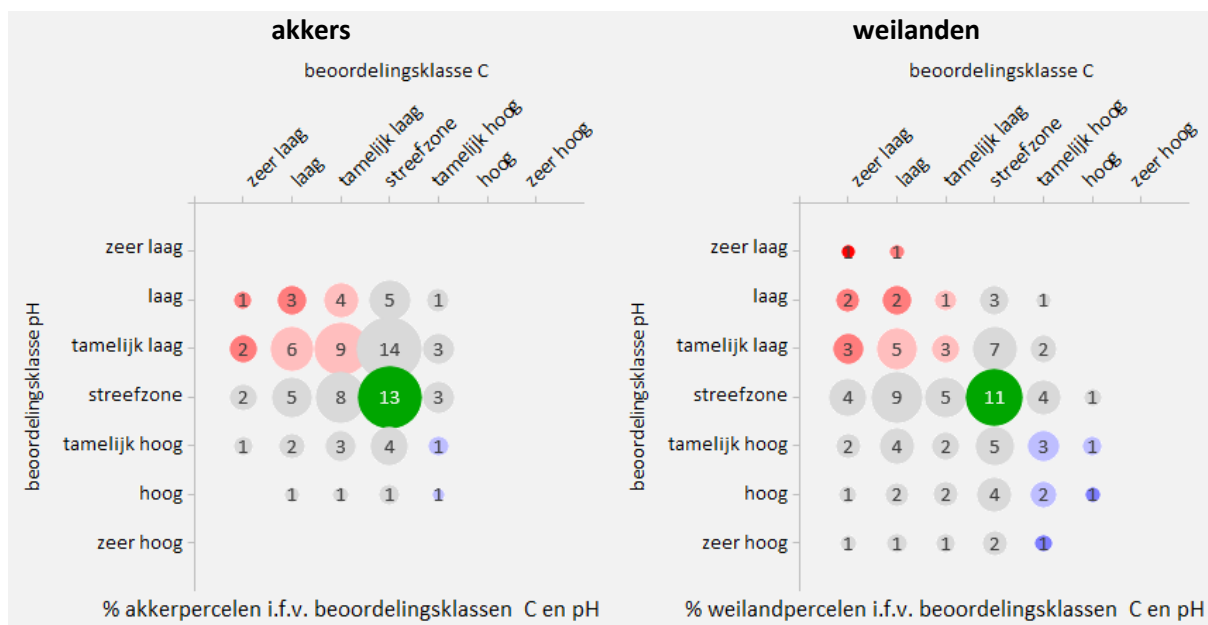 akkers
beoordelingsklasse C
zeer laag
laag
tamelijk laag
streefzone
tamelijk hoog
hoog
zeer hoog
beoordelingsklasse pH
zeer laag
laag 1 3 4 5 1
tamelijk laag 2 6 9 14 3
streefzone 2 5 8 13 3
tamelijk hoog 1 2 3 4 1
hoog 1 1 1 1
zeer hoog
% akkerpercelen i.f.v. beoordelingsklassen C en pH
weilanden
beoordelingsklasse C
zeer laag
laag
tamelijk laag
streefzone
tamelijk hoog
hoog
zeer hoog
beoordelingsklasse pH
zeer laag 1 1
laag 2 2 1 3 1
tamelijk laag 3 5 3 7 2
streefzone 4 9 5 11 4 1
tamelijk hoog 2 4 2 5 3 1
hoog 1 2 2 4 2 1
zeer hoog 1 1 1 2 1
% weilandpercelen i.f.v. beoordelingsklassen C en pH